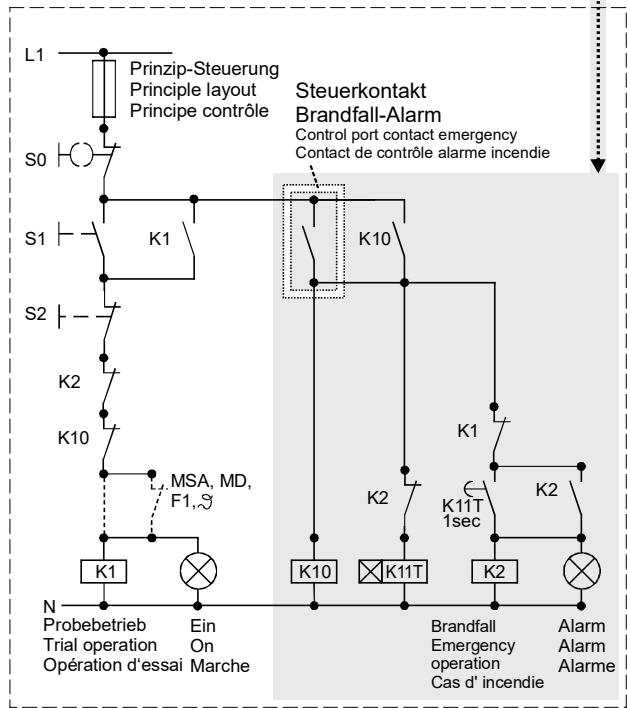 L1
Prinzip-Steuerung
Principle layout
Principe contrôle
Steuerkontakt
Brandfall-Alarm
Control port contact emergency
Contact de contrôle alarme incendie
S0
S1
K1
K10
S2
K2
K10
K1
MSA, MD,
F1,ϑ
K2
K11T
1sec
K2
K1
K10
K11T
K2
N
Probebetrieb
Trial operation
Opération d‘essai
Ein
On
Marche
Brandfall
Emergency
operation
Cas d' incendie
Alarm
Alarm
Alarme